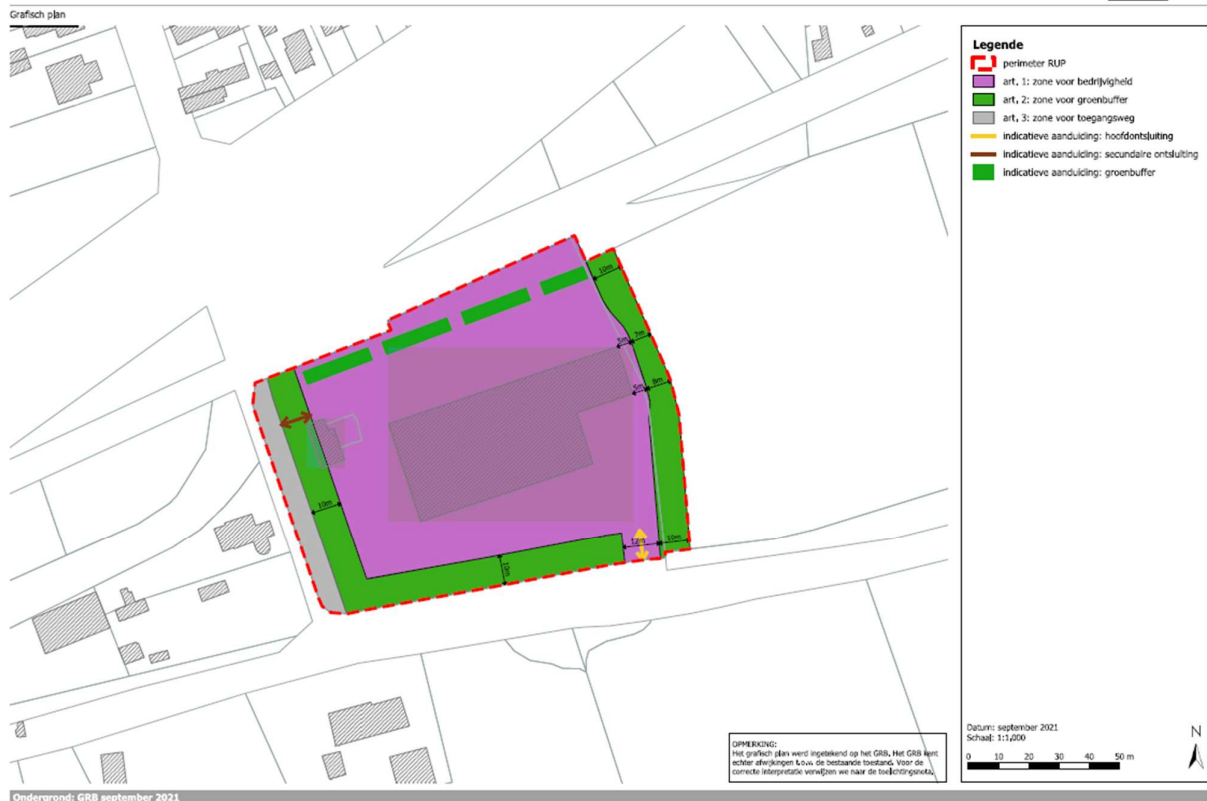 Grafisch plan
Legende
perimeter RUP
art. 1: zone voor bedrijvigheid
art. 2: zone voor groenbuffer
art. 3: zone voor toegangsweg
indicatieve aanduiding: hoofdontsluiting
indicatieve aanduiding: secundaire ontsluiting
indicatieve aanduiding: groenbuffer
10m
5m
7m
5m
8m
10m
10m
12m
10m
OPMERKING:
Het grafisch plan werd ingetekend op het GRB. Het GRB kent
echter afwijkingen t.o.v. de bestaande toestand. Voor de
correcte interpretatie verwijzen we naar de toelichtingsnota.
Datum: september 2021
Schaal: 1:1,000
N
0 10 20 30 40 50 m
Ondergrond: GRB september 2021